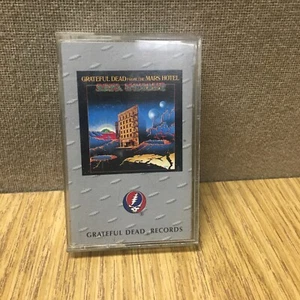 GRATEFUL DEAD FROM THE MARS HOTEL
GRATEFUL DEAD RECORDS